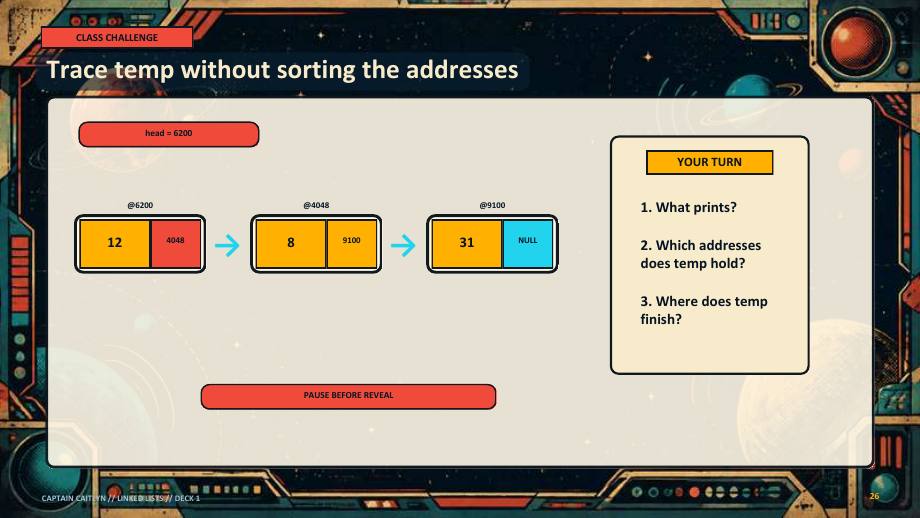 CLASS CHALLENGE
Trace temp without sorting the addresses
head = 6200
@6200
@4048
@9100
12
4048
8
9100
31
NULL
PAUSE BEFORE REVEAL
YOUR TURN
1. What prints?
2. Which addresses
does temp hold?
3. Where does temp
finish?
CAPTAIN CAITLYN // LINKED LISTS // DECK 1
26